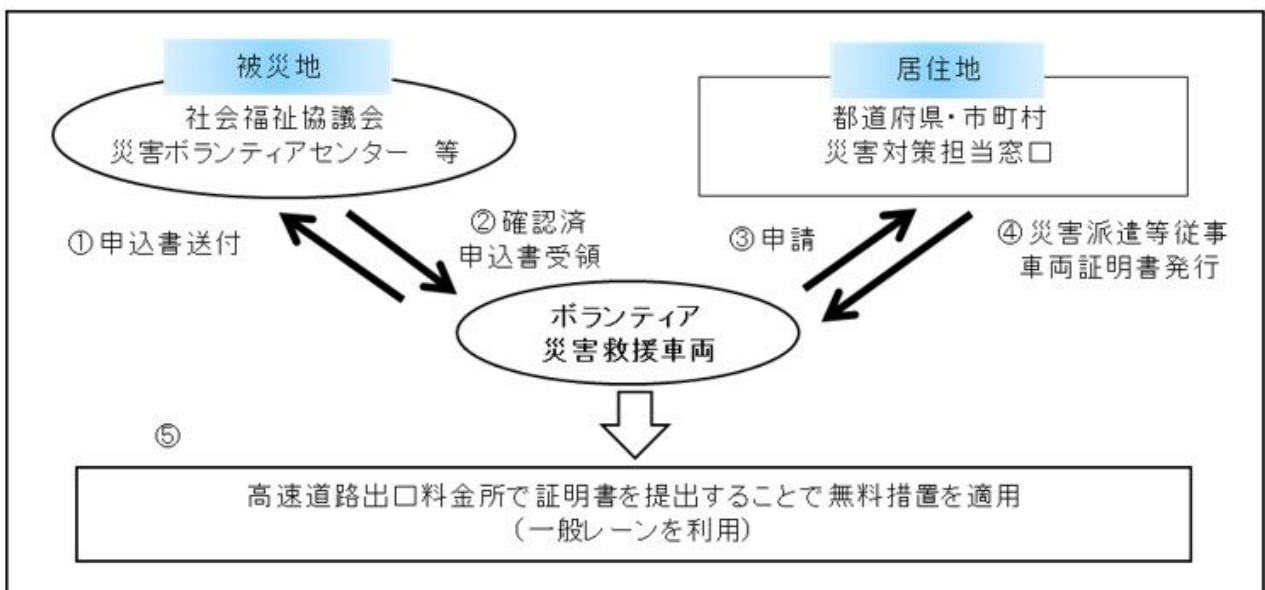 被災地
社会福祉協議会
災害ボランティアセンター 等
居住地
都道府県・市町村
災害対策担当窓口
①申込書送付
②確認済
申込書受領
③申請
④災害派遣等従事
車両証明書発行
ボランティア
災害救援車両
⑤
高速道路出口料金所で証明書を提出することで無料措置を適用
(一般レーンを利用)